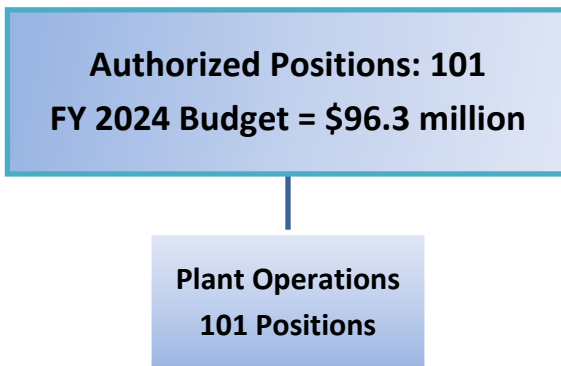 Authorized Positions: 101
FY 2024 Budget = $96.3 million
Plant Operations
101 Positions